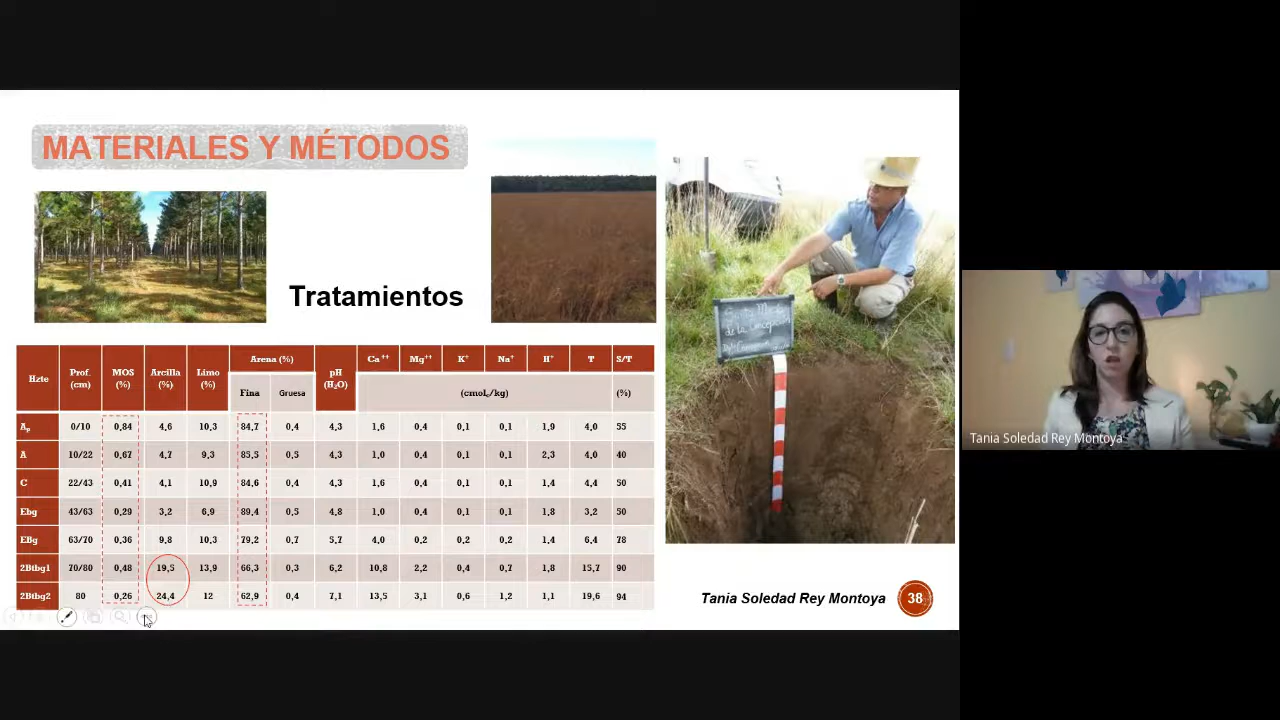 MATERIALES Y MÉTODOS
Tratamientos
Hzte Prof. (cm) MOS (%) Arcilla (%) Limo (%) Arena (%) pH (H₂O) Ca⁺⁺ Mg⁺⁺ K⁺ Na⁺ H⁺ T S/T
Fina Gruesa (cmolc/kg) (%)
Ap 0/10 0,84 4,6 10,3 84,7 0,4 4,3 1,6 0,4 0,1 0,1 1,9 4,0 55
A 10/22 0,67 4,7 9,3 85,5 0,5 4,3 1,0 0,4 0,1 0,1 2,3 4,0 40
C 22/43 0,41 4,1 10,9 84,6 0,4 4,3 1,6 0,4 0,1 0,1 1,4 4,4 50
Ebg 43/63 0,29 3,2 6,9 89,4 0,5 4,8 1,0 0,4 0,1 0,1 1,8 3,2 50
EBg 63/70 0,36 9,8 10,3 79,2 0,7 5,7 4,0 0,2 0,2 0,2 1,4 6,4 78
2Btbg1 70/80 0,48 19,5 13,9 66,3 0,3 6,2 10,8 2,2 0,4 0,7 1,8 15,7 90
2Btbg2 80 0,26 24,4 12 62,9 0,4 7,1 13,5 3,1 0,6 1,2 1,1 19,6 94
de la Concepción
Tania Soledad Rey Montoya 38
Tania Soledad Rey Montoya